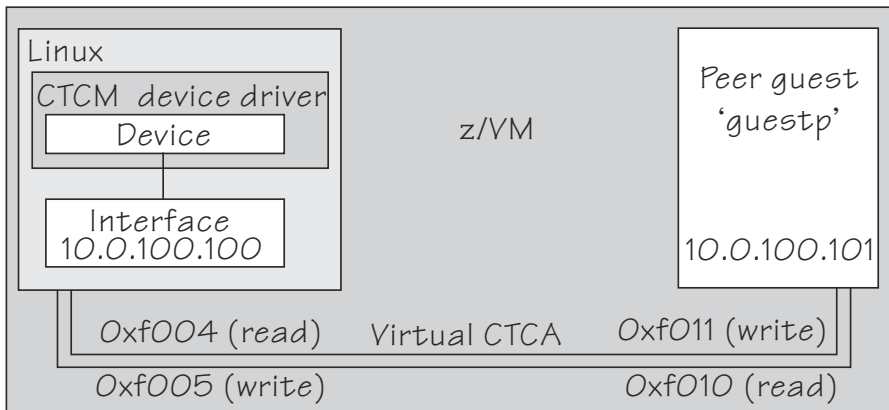 Linux
CTCM device driver
Device
Interface
10.0.100.100
z/VM
Peer guest
‘guestp’
10.0.100.101
0xf004 (read)
Virtual CTCA
0xf011 (write)
0xf005 (write)
0xf010 (read)